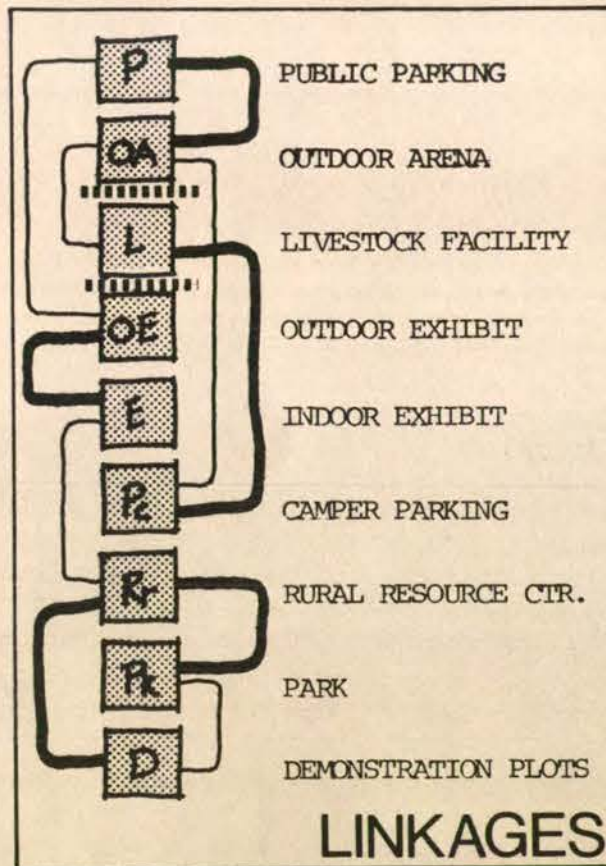 P PUBLIC PARKING
OA OUTDOOR ARENA
L LIVESTOCK FACILITY
OE OUTDOOR EXHIBIT
E INDOOR EXHIBIT
Pc CAMPER PARKING
Rr RURAL RESOURCE CTR.
Pk PARK
D DEMONSTRATION PLOTS
LINKAGES